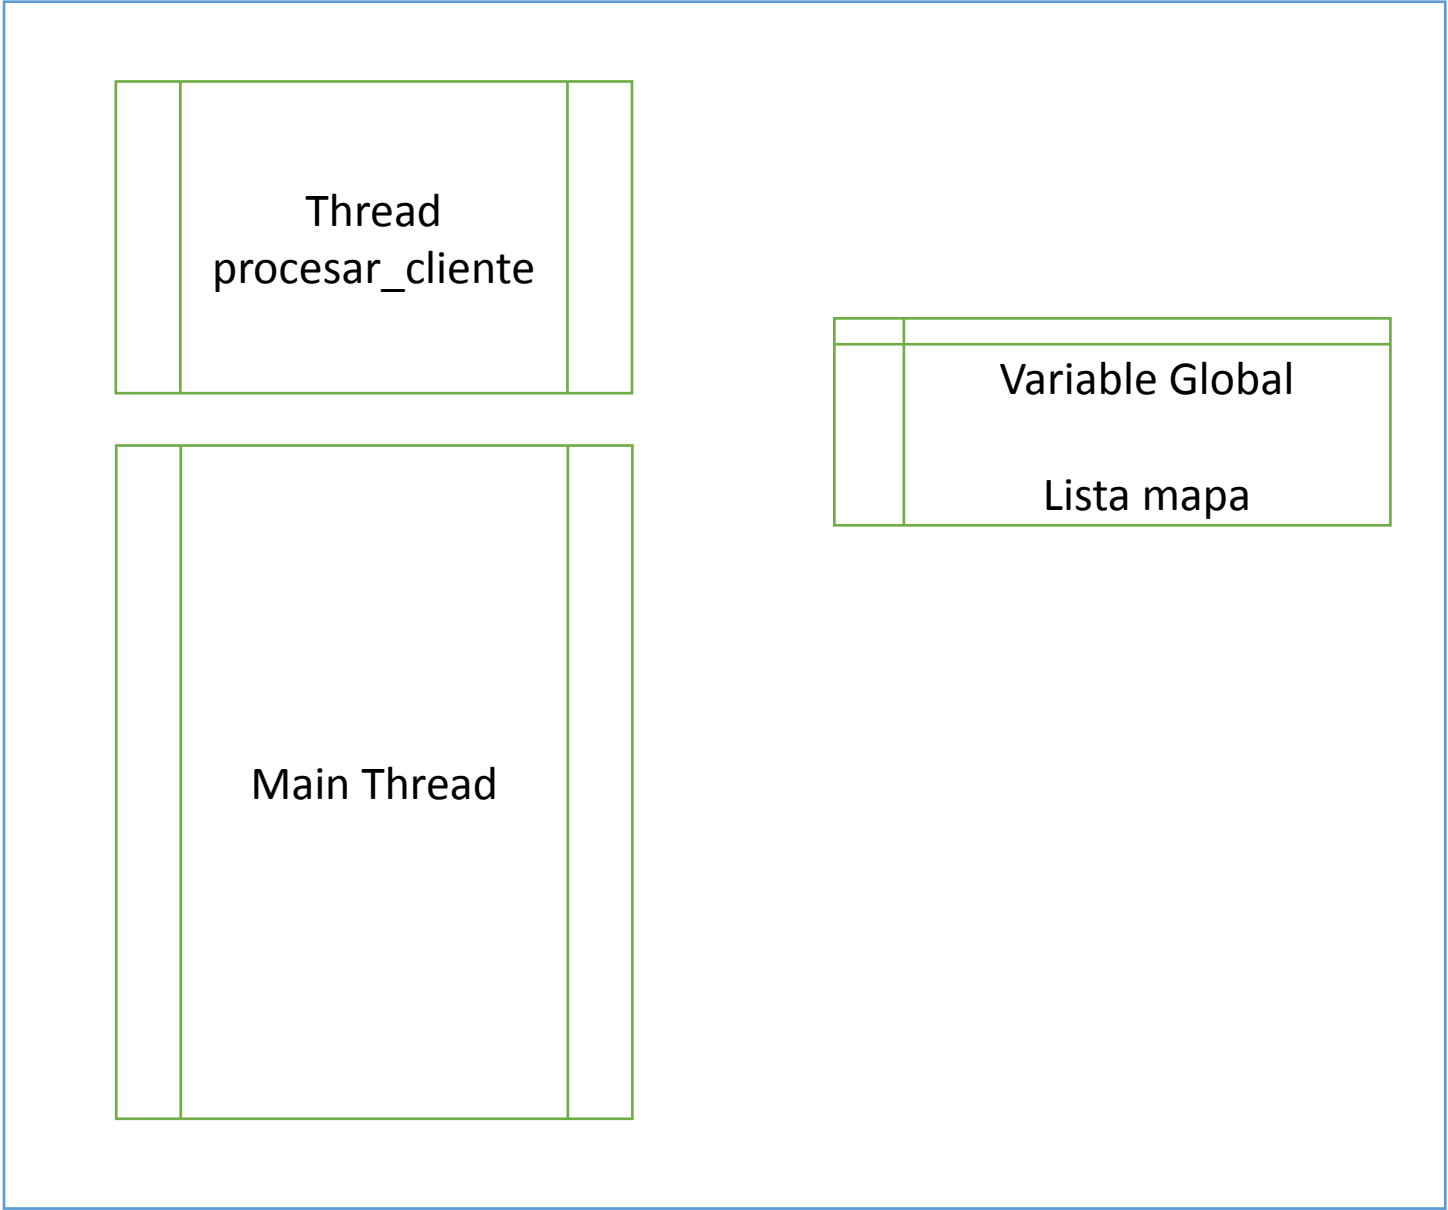 Thread
procesar_cliente
Variable Global
Lista mapa
Main Thread